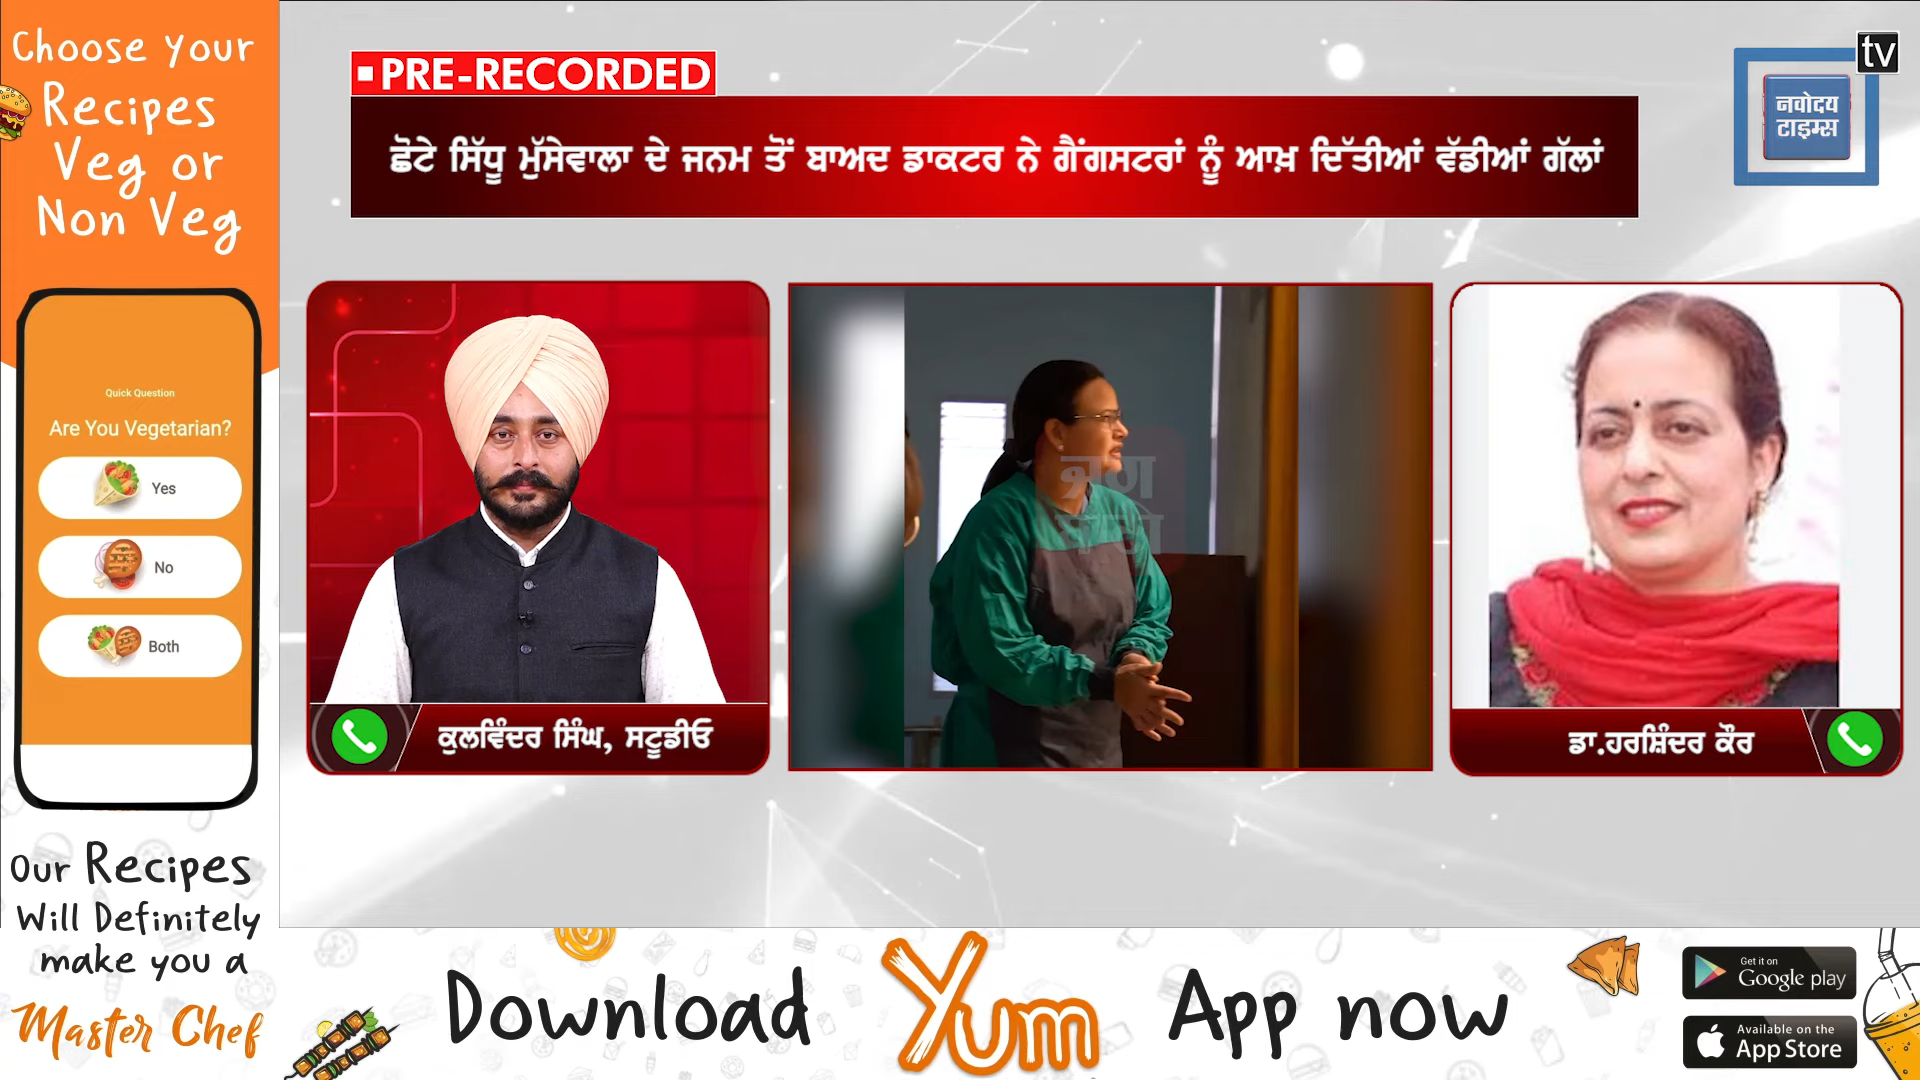 Choose your
Recipes
Veg or
Non Veg
Quick Question
Are You Vegetarian?
Yes
No
Both
Our Recipes
Will Definitely
make you a
Master Chef
PRE-RECORDED
ਛੋਟੇ ਸਿੱਧੂ ਮੁੱਸੇਵਾਲਾ ਦੇ ਜਨਮ ਤੋਂ ਬਾਅਦ ਡਾਕਟਰ ਨੇ ਗੈਂਗਸਟਰਾਂ ਨੂੰ ਆਖ਼ ਦਿੱਤੀਆਂ ਵੱਡੀਆਂ ਗੱਲਾਂ
tv
नवोदय
टाइम्स
ਕੁਲਵਿੰਦਰ ਸਿੰਘ, ਸਟੂਡੀਓ
ਡਾ.ਹਰਸ਼ਿੰਦਰ ਕੌਰ
Download Yum App now
Get it on
Google play
Available on the
App Store